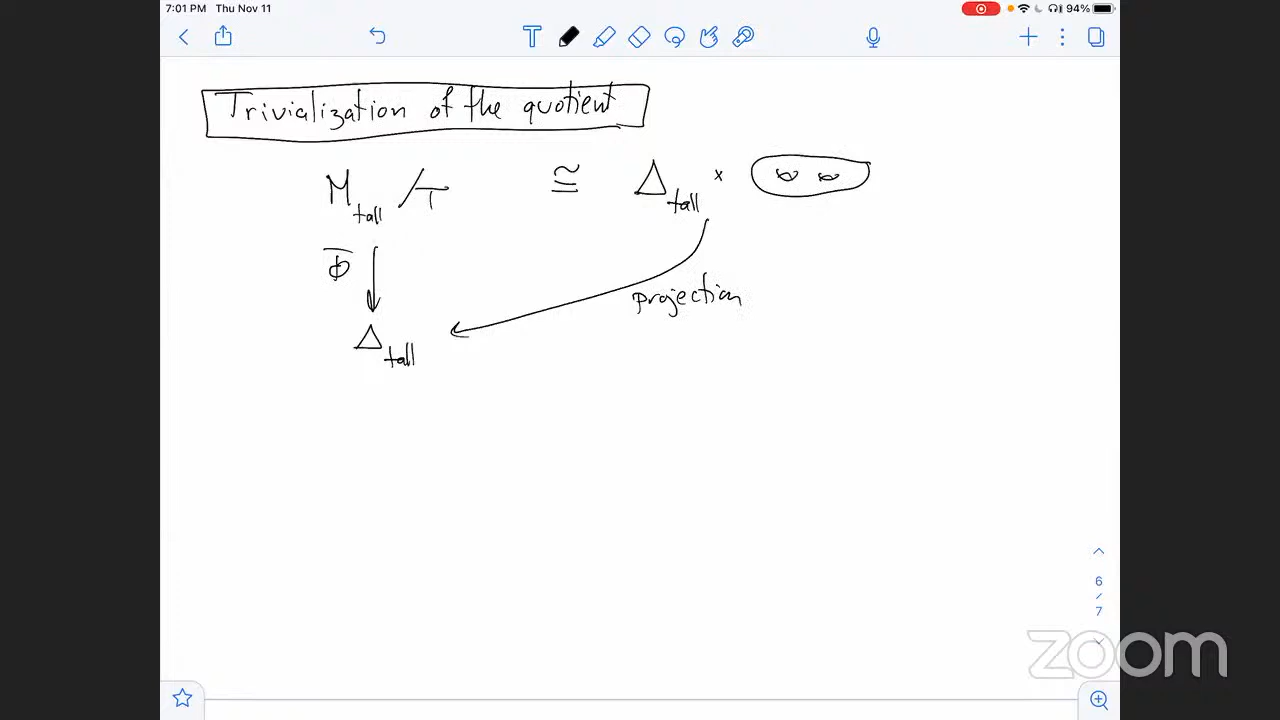 7:01 PM Thu Nov 11
94%
Trivialization of the quotient
M_tall /T ≅ Δ_tall ×
Φ̄
projection
Δ_tall
6
/
7
zoom